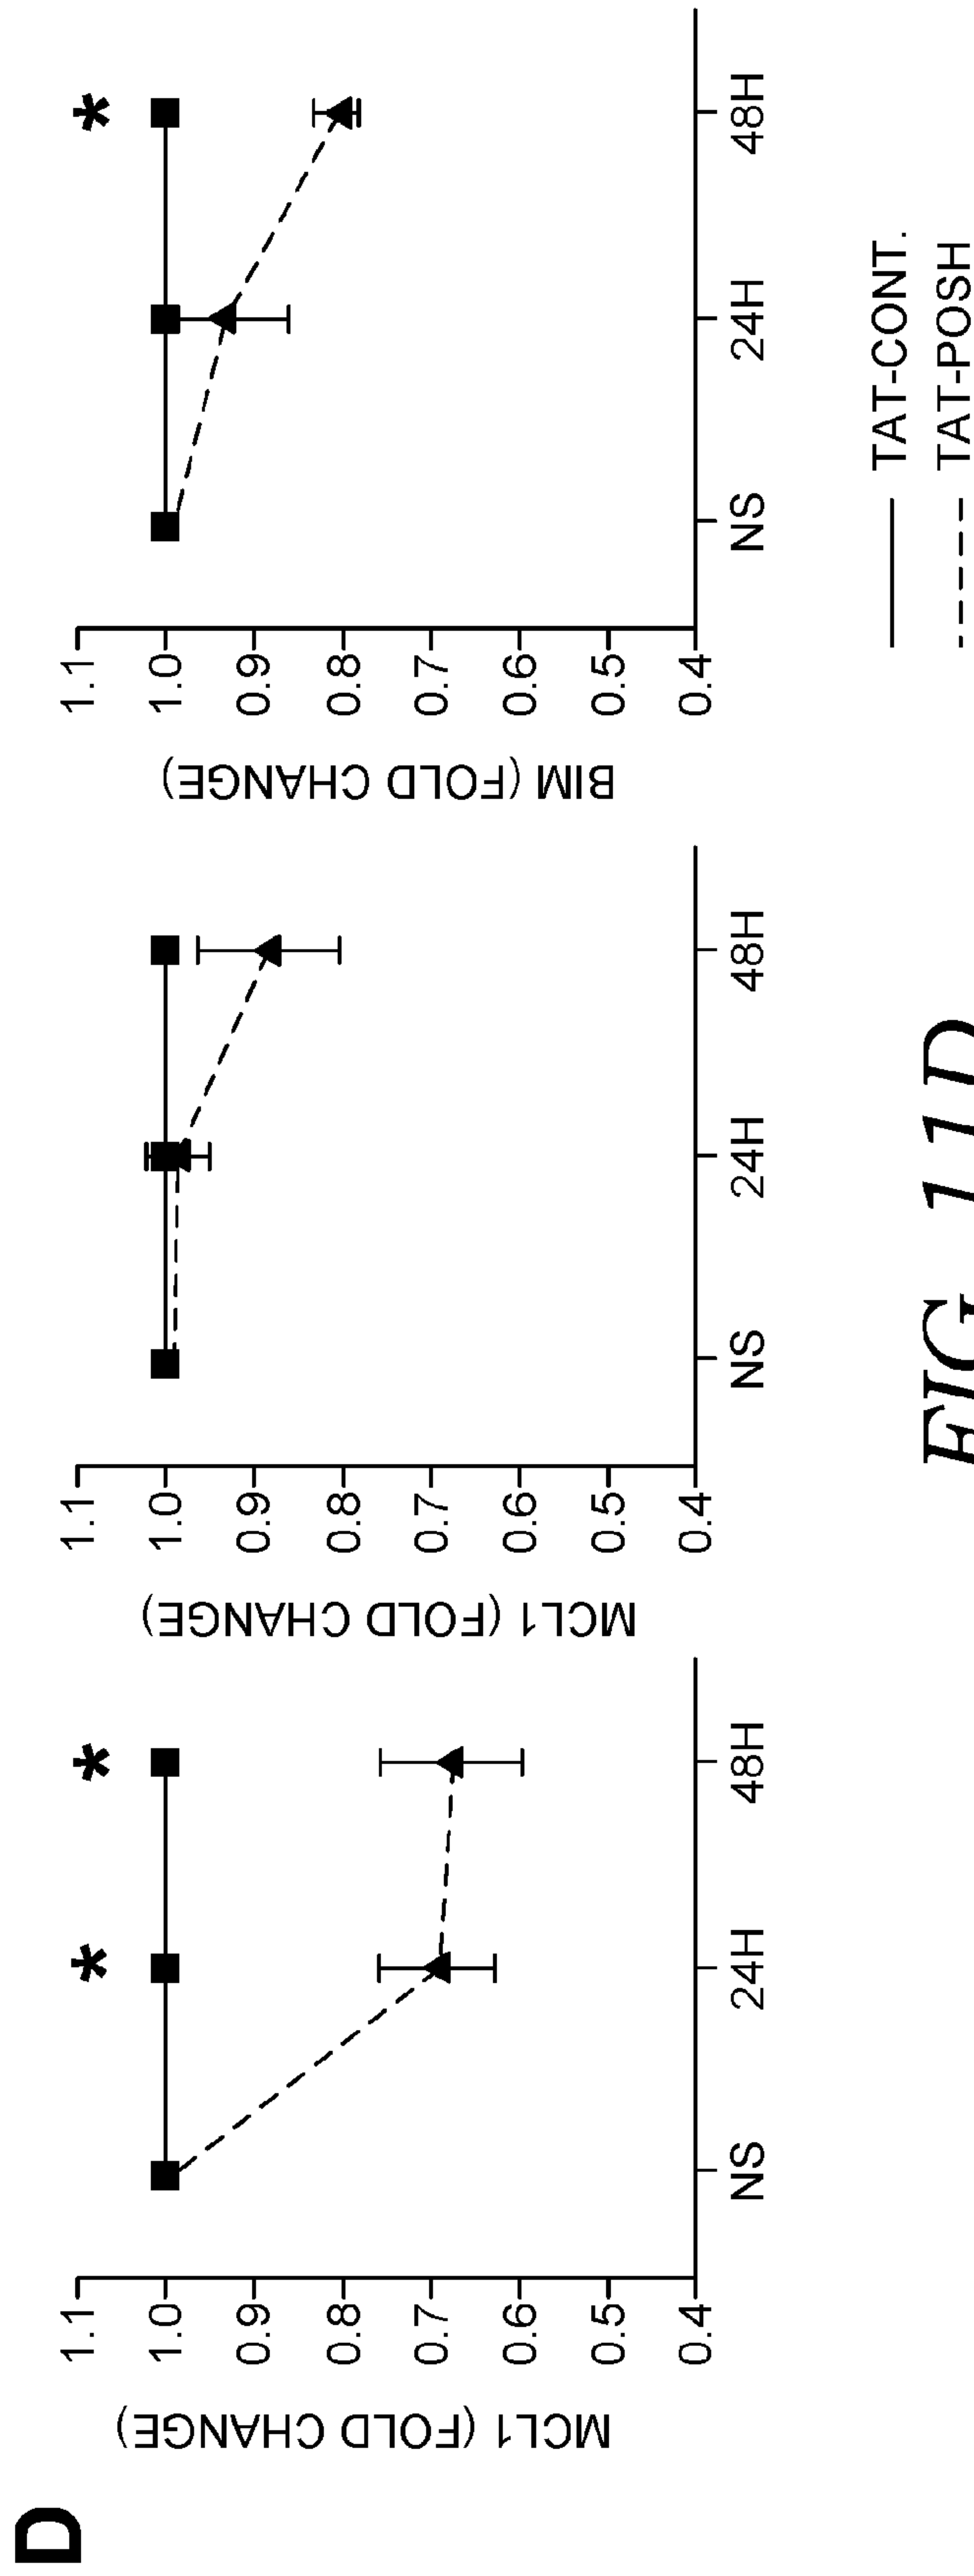 D
MCL1 (FOLD CHANGE)
1.1
1.0
0.9
0.8
0.7
0.6
0.5
0.4
*
*
NS
24H
48H
MCL1 (FOLD CHANGE)
1.1
1.0
0.9
0.8
0.7
0.6
0.5
0.4
NS
24H
48H
BIM (FOLD CHANGE)
1.1
1.0
0.9
0.8
0.7
0.6
0.5
0.4
*
NS
24H
48H
TAT-CONT.
TAT-POSH
FIG. 11D